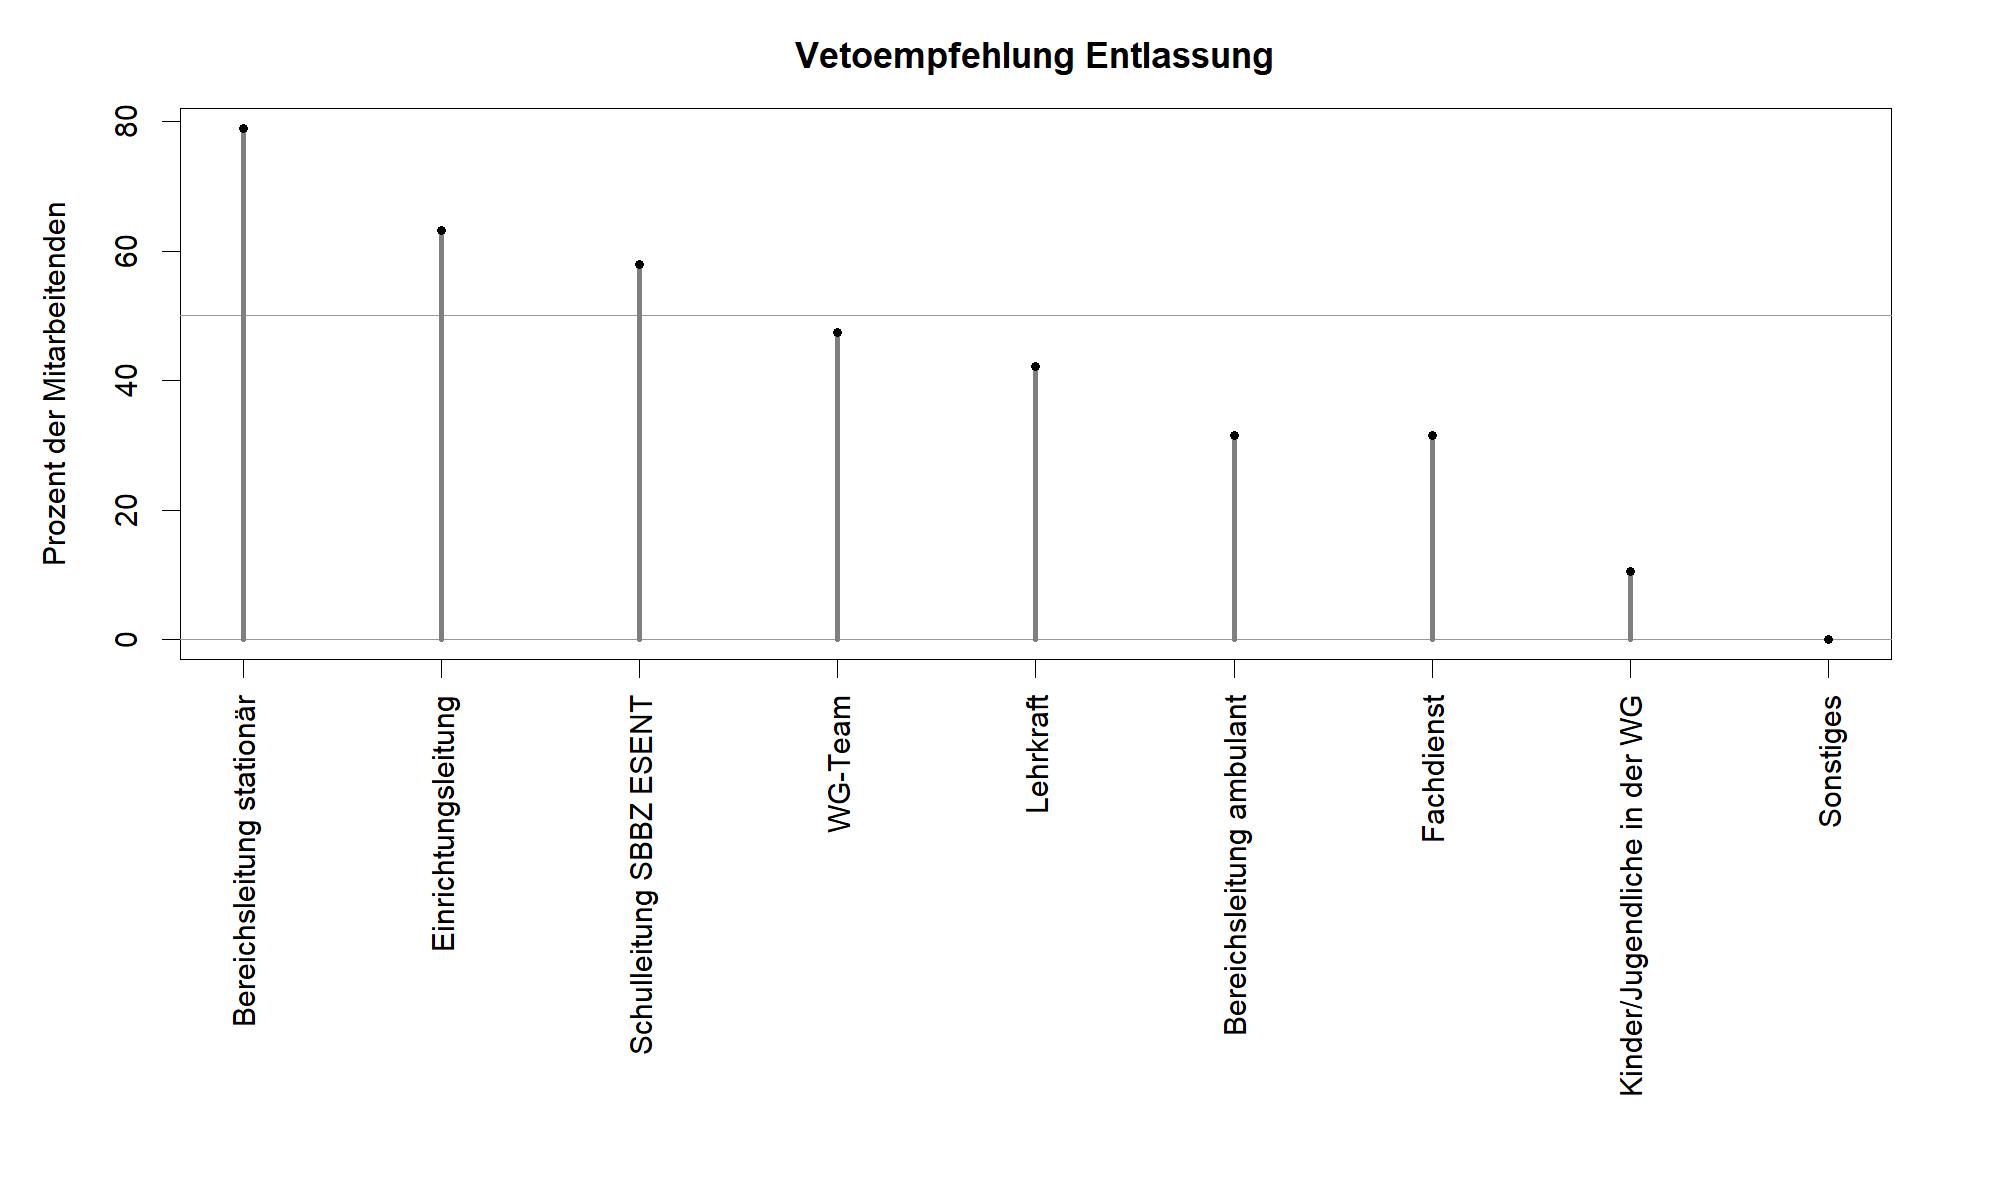 Vetoempfehlung Entlassung
Prozent der Mitarbeitenden
80
60
40
20
0
Bereichsleitung stationär
Einrichtungsleitung
Schulleitung SBBZ ESENT
WG-Team
Lehrkraft
Bereichsleitung ambulant
Fachdienst
Kinder/Jugendliche in der WG
Sonstiges